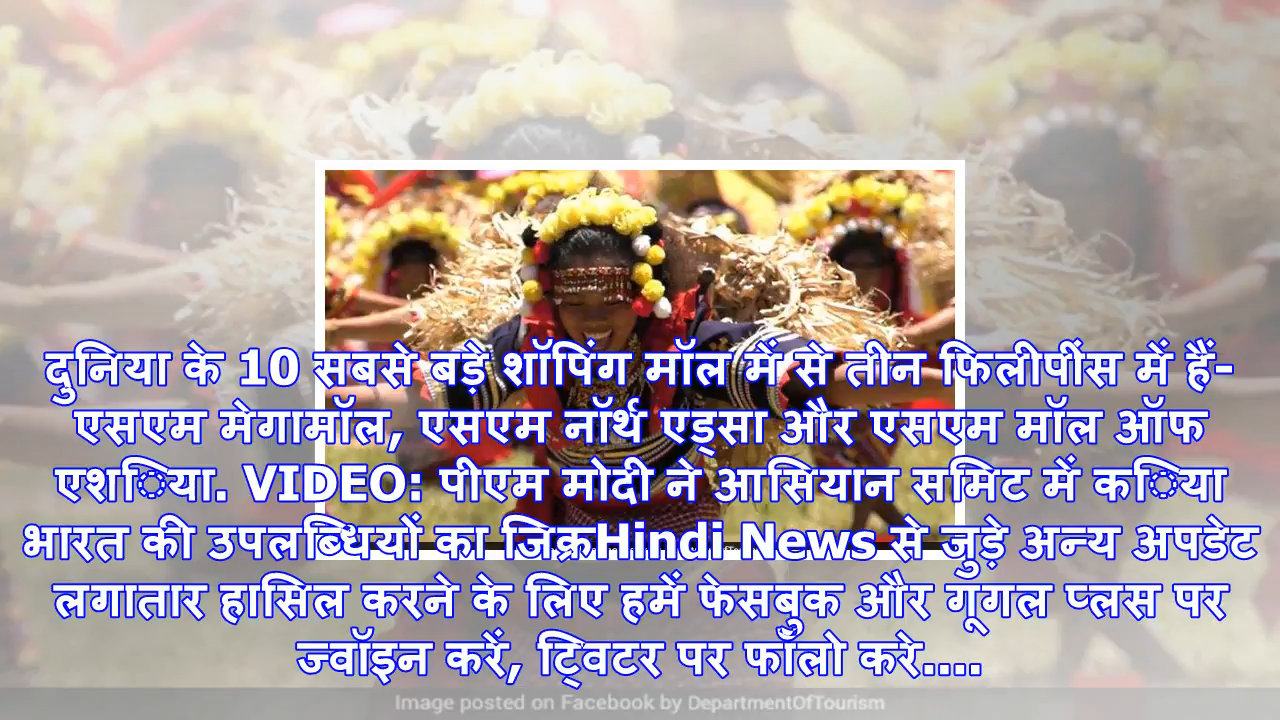 दुनिया के 10 सबसे बड़े शॉपिंग मॉल में से तीन फिलीपींस में हैं-
एसएम मेगामॉल, एसएम नॉर्थ एड्सा और एसएम मॉल ऑफ
एशिया. VIDEO: पीएम मोदी ने आसियान समिट में किया
भारत की उपलब्धियों का जिक्रHindi News से जुड़े अन्य अपडेट
लगातार हासिल करने के लिए हमें फेसबुक और गूगल प्लस पर
ज्वॉइन करें, ट्विटर पर फॉलो करे....
Image posted on Facebook by DepartmentOfTourism